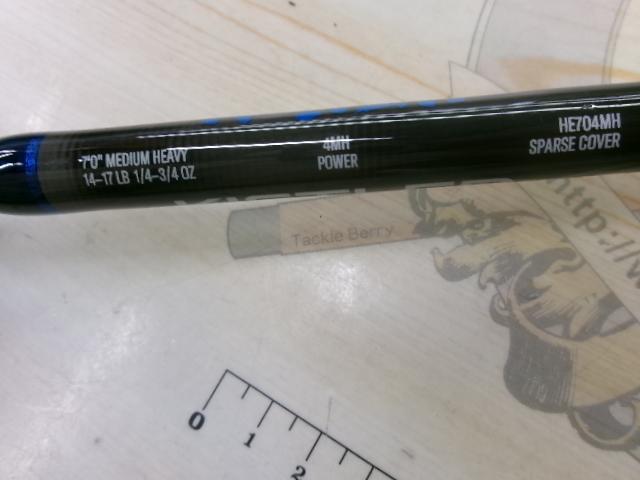 7'0" MEDIUM HEAVY
14-17 LB 1/4-3/4 OZ
4MH
POWER
HE704MH
SPARSE COVER
Tackle Berry
http://
0
1
2